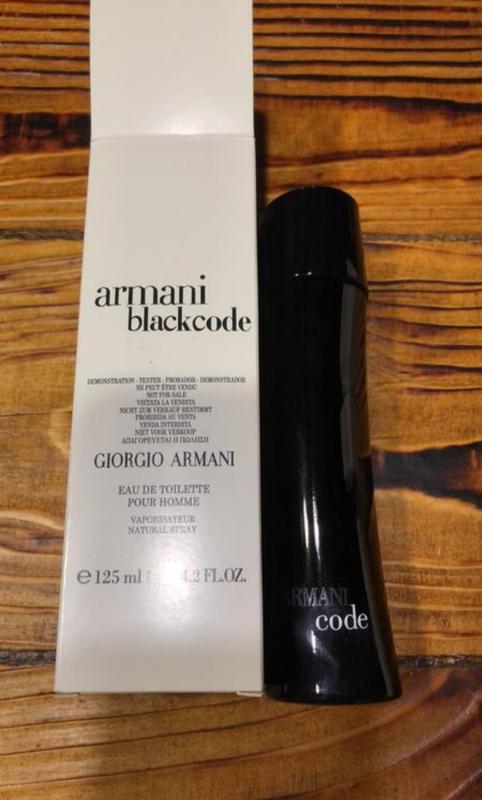 armani
blackcode
DEMONSTRATION - TESTER - PROBADOR - DEMONSTRADOR
NE PEUT ÊTRE VENDU
NOT FOR SALE
VIETATA LA VENDITA
NICHT ZUM VERKAUF BESTIMMT
PROHIBIDA SU VENTA
VENDA INTERDITA
NIET VOOR VERKOOP
ΑΠΑΓΟΡΕΥΕΤΑΙ Η ΠΩΛΗΣΗ
GIORGIO ARMANI
EAU DE TOILETTE
POUR HOMME
VAPORISATEUR
NATURAL SPRAY
℮ 125 ml 4.2 FL.OZ.
ARMANI
code